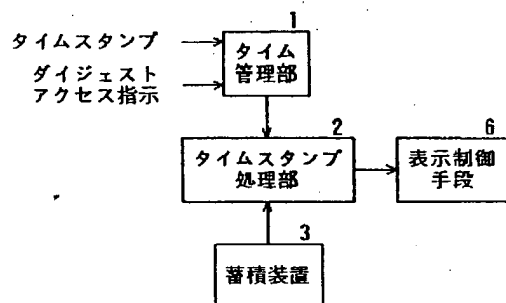 1
タイムスタンプ
タイム
管理部
ダイジェスト
アクセス指示
2
6
タイムスタンプ
処理部
表示制御
手段
3
蓄積装置